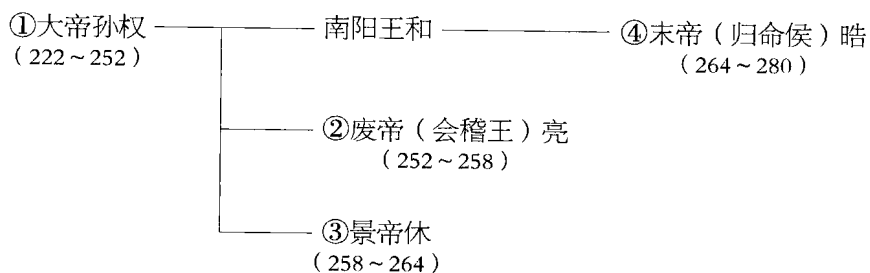 ①大帝孙权
(222~252)
南阳王和
④末帝(归命侯)晧
(264~280)
②废帝(会稽王)亮
(252~258)
③景帝休
(258~264)